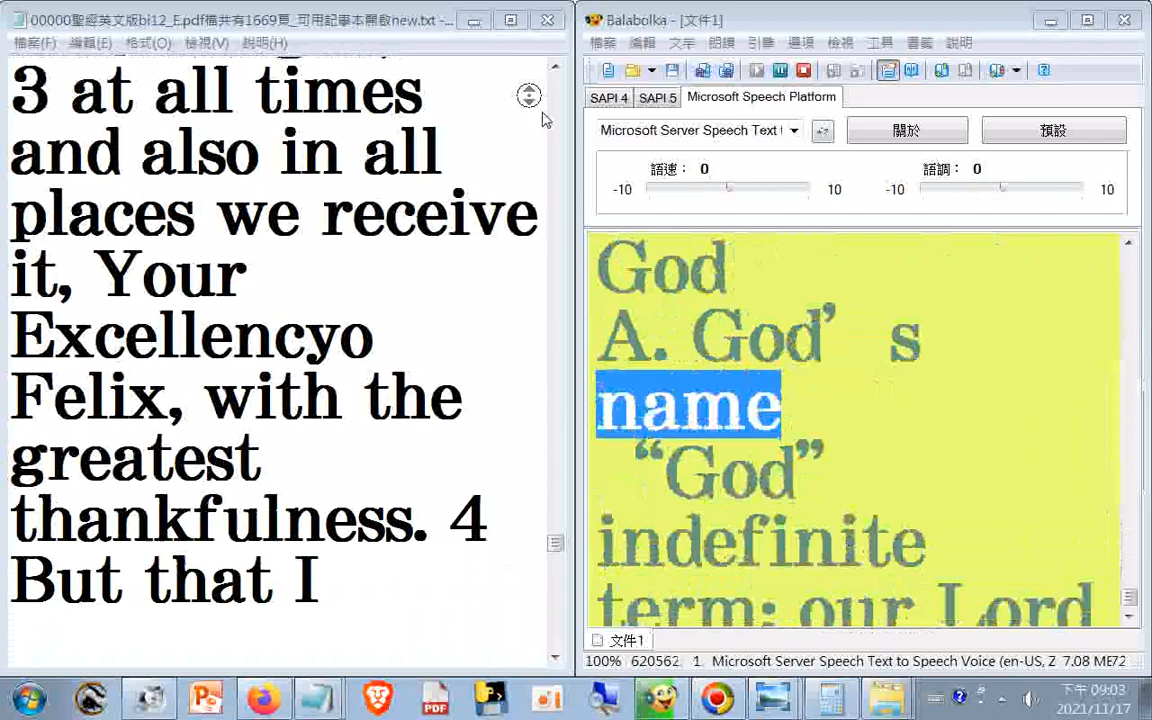 00000聖經英文版bi12_E.pdf檔共有1669頁_可用記事本開啟new.txt -...
檔案(F) 編輯(E) 格式(O) 檢視(V) 說明(H)
3 at all times
and also in all
places we receive
it, Your
Excellencyo
Felix, with the
greatest
thankfulness. 4
But that I
Balabolka - [文件1]
檔案 編輯 文字 朗讀 引擎 選項 檢視 工具 書籤 說明
SAPI 4 SAPI 5 Microsoft Speech Platform
Microsoft Server Speech Text
關於 預設
語速： 0 語調： 0
-10 10 -10 10
God
A. God’ s
name
“God”
indefinite
term; our Lord
文件1
100% 620562, 1. Microsoft Server Speech Text to Speech Voice (en-US, Z 7.08 ME72
PDF
下午 09:03
2021/11/17